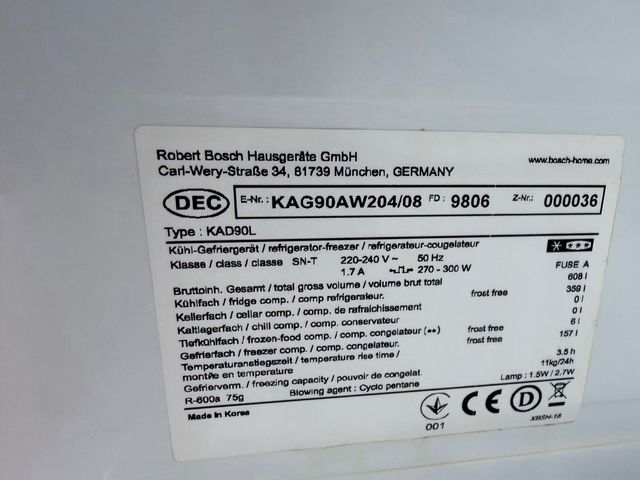 Robert Bosch Hausgeräte GmbH
Carl-Wery-Straße 34, 81739 München, GERMANY
www.bosch-home.com
DEC E-Nr.: KAG90AW204/08 FD: 9806 Z-Nr.: 000036
Type : KAD90L
Kühl-Gefriergerät / refrigerator-freezer / refrigerateur-cougelateur
Klasse / class / classe SN-T 220-240 V ~ 50 Hz
1.7 A 270 - 300 W FUSE A
Bruttoinh. Gesamt / total gross volume / volume brut total 608 l
Kühlfach / fridge comp. / comp refrigerateur. frost free 359 l
Kellerfach / cellar comp. / comp. de rafraichissement 0 l
Kaltlagerfach / chill comp. / comp. conservateur 0 l
Tiefkühlfach / frozen-food comp. / comp. congelateur (**) frost free 6 l
Gefrierfach / freezer comp. / comp. congelateur. frost free 157 l
Temperaturanstiegszeit / temperature rise time /
montée en temperature 3.5 h
Gefrierverm. / freezing capacity / pouvoir de congelat. 11kg/24h
R-600a 75g Blowing agent : Cyclo pentane Lamp : 1.5W / 2.7W
Made in Korea
001
CE
D
XBSH-18